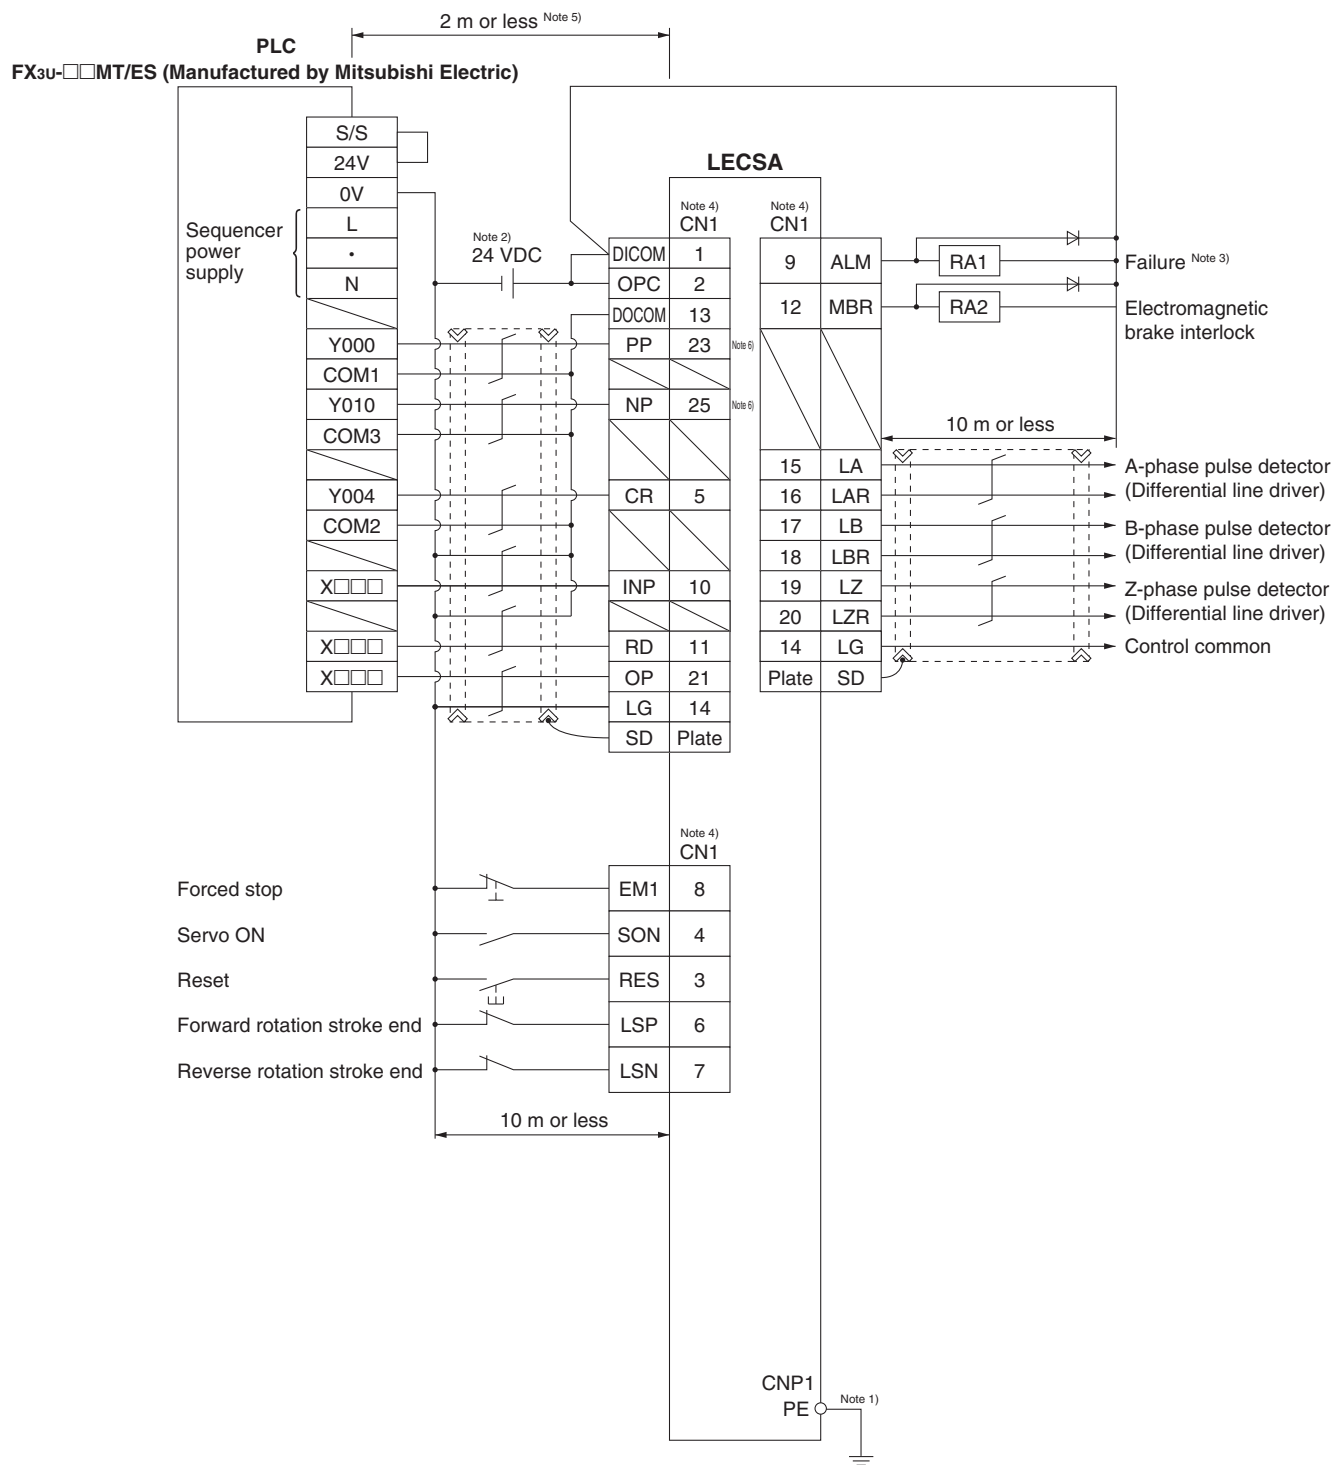 2 m or less Note 5)
PLC
FX3U-□□MT/ES (Manufactured by Mitsubishi Electric)
S/S
24V
0V
L
•
N
Sequencer
power
supply
Y000
COM1
Y010
COM3
Y004
COM2
X□□□
X□□□
X□□□
Note 2)
24 VDC
LECSA
Note 4)
CN1
DICOM 1
OPC 2
DOCOM 13
PP 23 Note 6)
NP 25 Note 6)
CR 5
INP 10
RD 11
OP 21
LG 14
SD Plate
Note 4)
CN1
9 ALM
12 MBR
15 LA
16 LAR
17 LB
18 LBR
19 LZ
20 LZR
14 LG
Plate SD
RA1
RA2
Failure Note 3)
Electromagnetic
brake interlock
10 m or less
A-phase pulse detector
(Differential line driver)
B-phase pulse detector
(Differential line driver)
Z-phase pulse detector
(Differential line driver)
Control common
Note 4)
CN1
Forced stop EM1 8
Servo ON SON 4
Reset RES 3
Forward rotation stroke end LSP 6
Reverse rotation stroke end LSN 7
10 m or less
CNP1
PE Note 1)